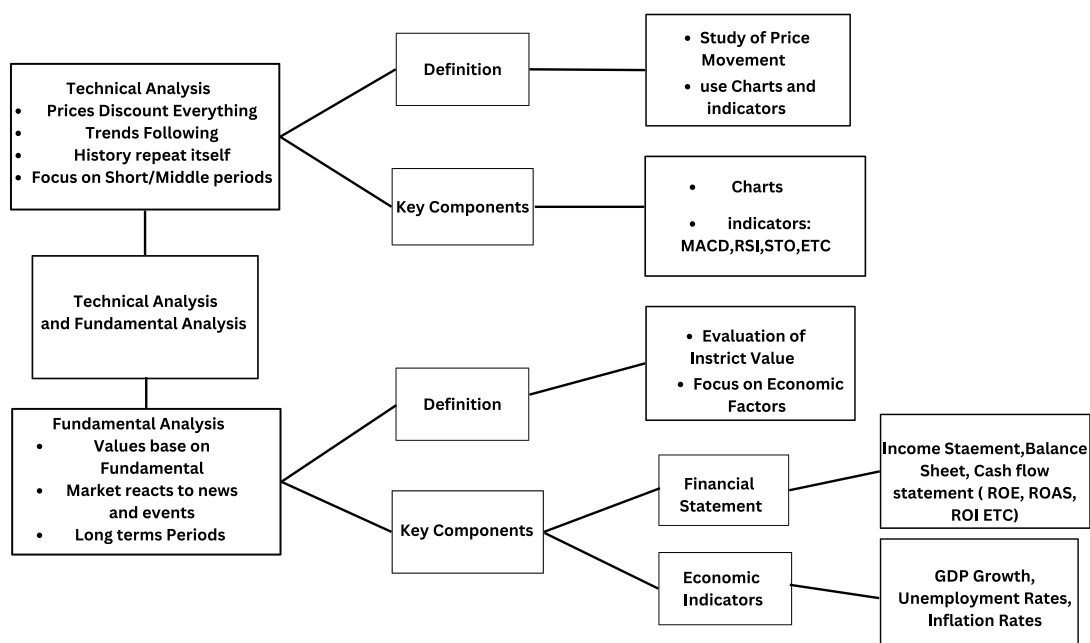 Technical Analysis
• Prices Discount Everything
• Trends Following
• History repeat itself
• Focus on Short/Middle periods
Definition
• Study of Price
Movement
• use Charts and
indicators
Key Components
• Charts
• indicators:
MACD,RSI,STO,ETC
Technical Analysis
and Fundamental Analysis
Fundamental Analysis
• Values base on
Fundamental
• Market reacts to news
and events
• Long terms Periods
Definition
• Evaluation of
Instrict Value
• Focus on Economic
Factors
Key Components
Financial
Statement
Income Staement,Balance
Sheet, Cash flow
statement ( ROE, ROAS,
ROI ETC)
Economic
Indicators
GDP Growth,
Unemployment Rates,
Inflation Rates